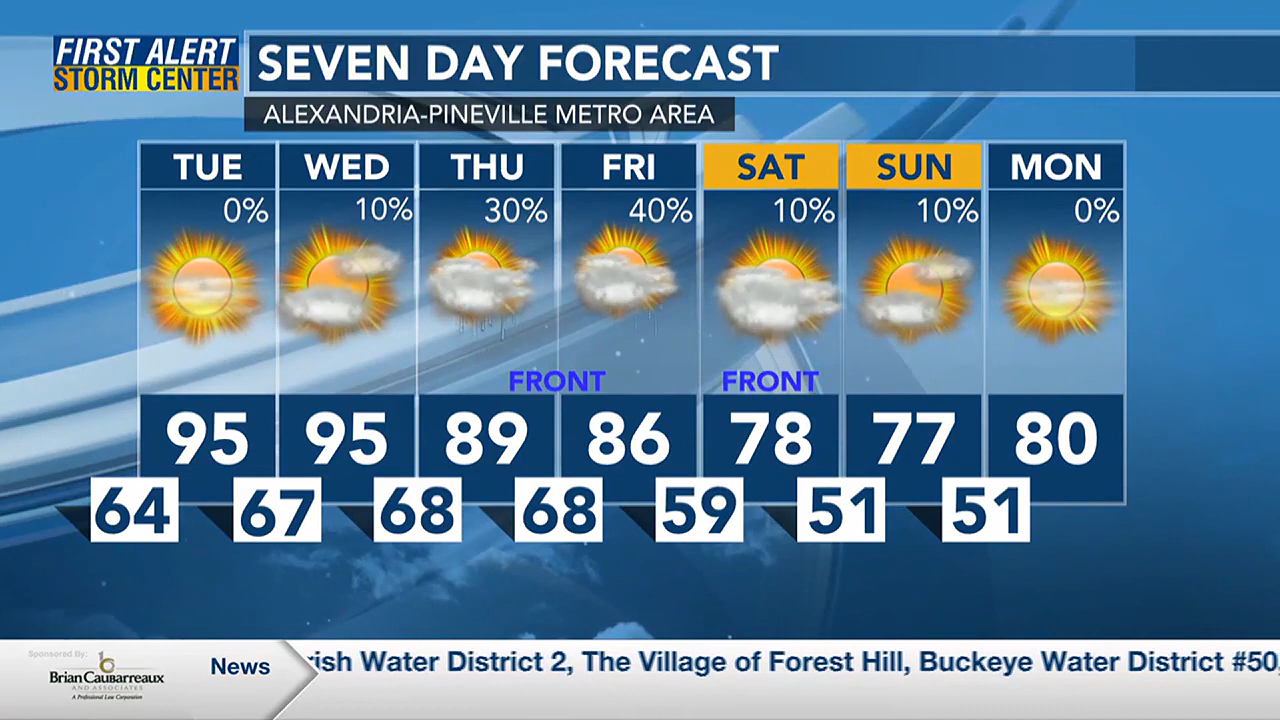 FIRST ALERT
STORM CENTER
SEVEN DAY FORECAST
ALEXANDRIA-PINEVILLE METRO AREA
TUE WED THU FRI SAT SUN MON
0% 10% 30% 40% 10% 10% 0%
FRONT FRONT
95 95 89 86 78 77 80
64 67 68 68 59 51 51
Sponsored By:
Brian Caubarreaux
AND ASSOCIATES
A Professional Law Corporation
News
rish Water District 2, The Village of Forest Hill, Buckeye Water District #50,